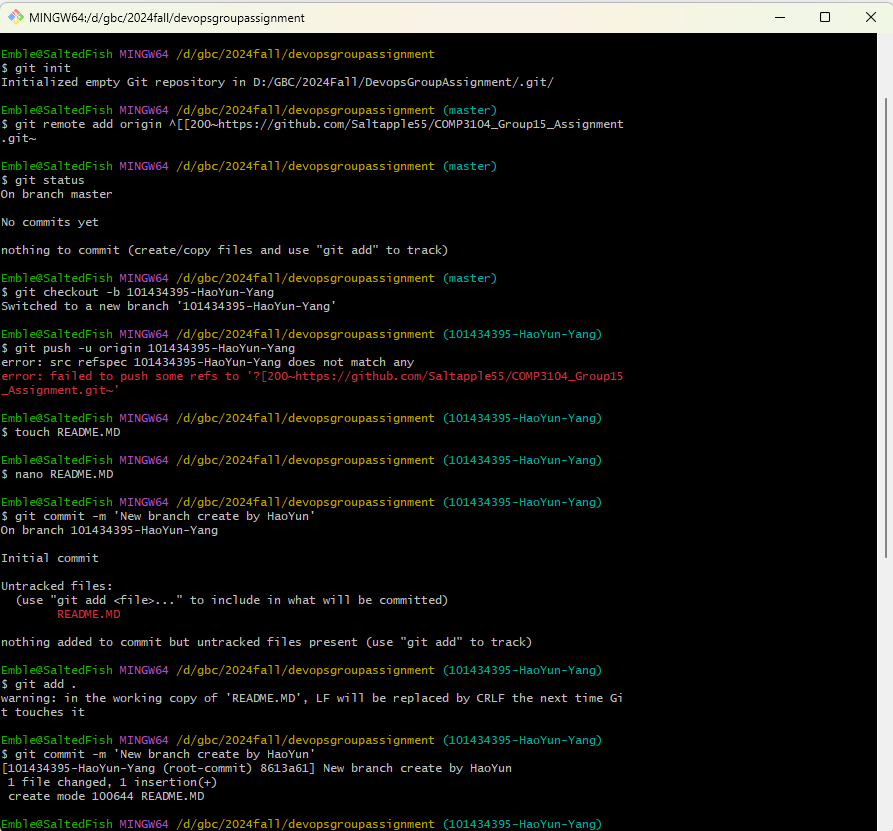 MINGW64:/d/gbc/2024fall/devopsgroupassignment
Emble@SaltedFish MINGW64 /d/gbc/2024fall/devopsgroupassignment
$ git init
Initialized empty Git repository in D:/GBC/2024Fall/DevopsGroupAssignment/.git/
Emble@SaltedFish MINGW64 /d/gbc/2024fall/devopsgroupassignment (master)
$ git remote add origin ^[[200~https://github.com/Saltapple55/COMP3104_Group15_Assignment
.git~
Emble@SaltedFish MINGW64 /d/gbc/2024fall/devopsgroupassignment (master)
$ git status
On branch master
No commits yet
nothing to commit (create/copy files and use "git add" to track)
Emble@SaltedFish MINGW64 /d/gbc/2024fall/devopsgroupassignment (master)
$ git checkout -b 101434395-HaoYun-Yang
Switched to a new branch '101434395-HaoYun-Yang'
Emble@SaltedFish MINGW64 /d/gbc/2024fall/devopsgroupassignment (101434395-HaoYun-Yang)
$ git push -u origin 101434395-HaoYun-Yang
error: src refspec 101434395-HaoYun-Yang does not match any
error: failed to push some refs to '?[200~https://github.com/Saltapple55/COMP3104_Group15
_Assignment.git~'
Emble@SaltedFish MINGW64 /d/gbc/2024fall/devopsgroupassignment (101434395-HaoYun-Yang)
$ touch README.MD
Emble@SaltedFish MINGW64 /d/gbc/2024fall/devopsgroupassignment (101434395-HaoYun-Yang)
$ nano README.MD
Emble@SaltedFish MINGW64 /d/gbc/2024fall/devopsgroupassignment (101434395-HaoYun-Yang)
$ git commit -m 'New branch create by HaoYun'
On branch 101434395-HaoYun-Yang
Initial commit
Untracked files:
(use "git add <file>..." to include in what will be committed)
README.MD
nothing added to commit but untracked files present (use "git add" to track)
Emble@SaltedFish MINGW64 /d/gbc/2024fall/devopsgroupassignment (101434395-HaoYun-Yang)
$ git add .
warning: in the working copy of 'README.MD', LF will be replaced by CRLF the next time Gi
t touches it
Emble@SaltedFish MINGW64 /d/gbc/2024fall/devopsgroupassignment (101434395-HaoYun-Yang)
$ git commit -m 'New branch create by HaoYun'
[101434395-HaoYun-Yang (root-commit) 8613a61] New branch create by HaoYun
1 file changed, 1 insertion(+)
create mode 100644 README.MD
Emble@SaltedFish MINGW64 /d/gbc/2024fall/devopsgroupassignment (101434395-HaoYun-Yang)